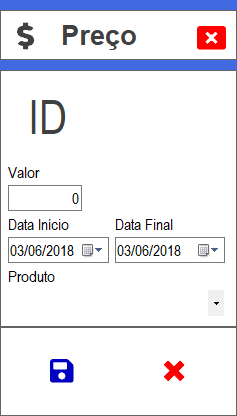 $ Preço
ID
Valor
0
Data Inicio Data Final
03/06/2018 03/06/2018
Produto